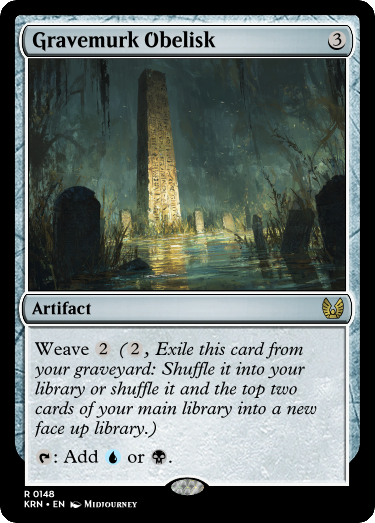 Gravemurk Obelisk 3
Artifact
Weave 2 (2, Exile this card from
your graveyard: Shuffle it into your
library or shuffle it and the top two
cards of your main library into a new
face up library.)
: Add or .
R 0148
KRN • EN Midjourney